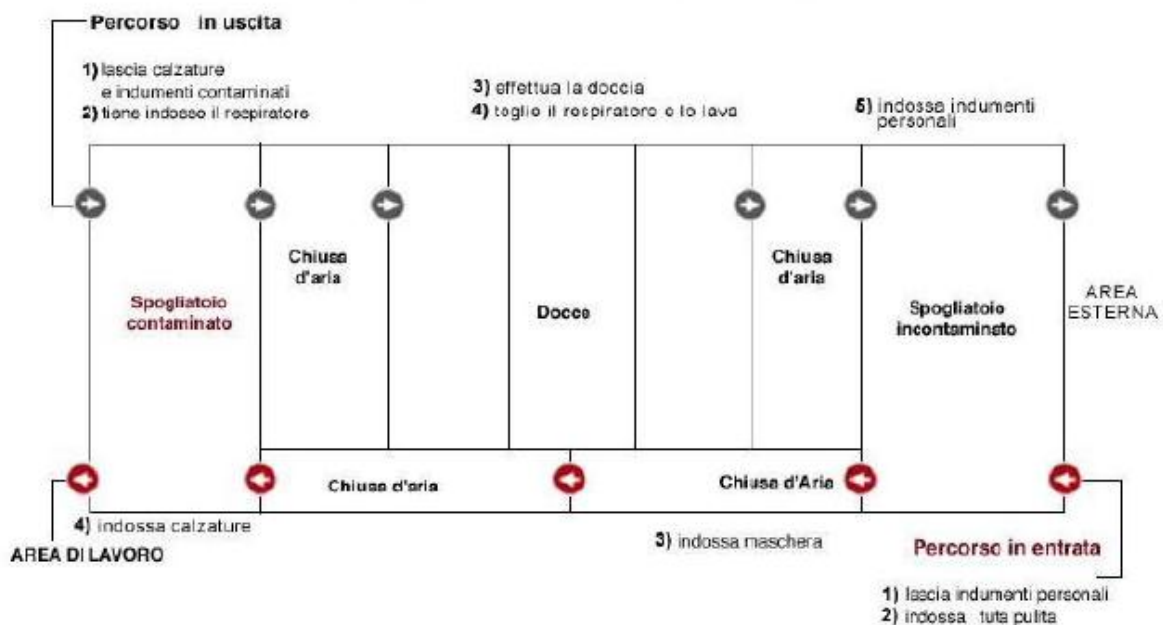 Percorso in uscita
1) lascia calzature
e indumenti contaminati
2) tiene indosso il respiratore
3) effettua la doccia
4) toglie il respiratore e lo lava
5) indossa indumenti
personali
Chiusa
d'aria
Chiusa
d'aria
Spogliatoio
contaminato
Docce
Spogliatoio
incontaminato
AREA
ESTERNA
Chiusa d'aria
Chiusa d'Aria
4) indossa calzature
AREA DI LAVORO
3) indossa maschera
Percorso in entrata
1) lascia indumenti personali
2) indossa tuta pulita